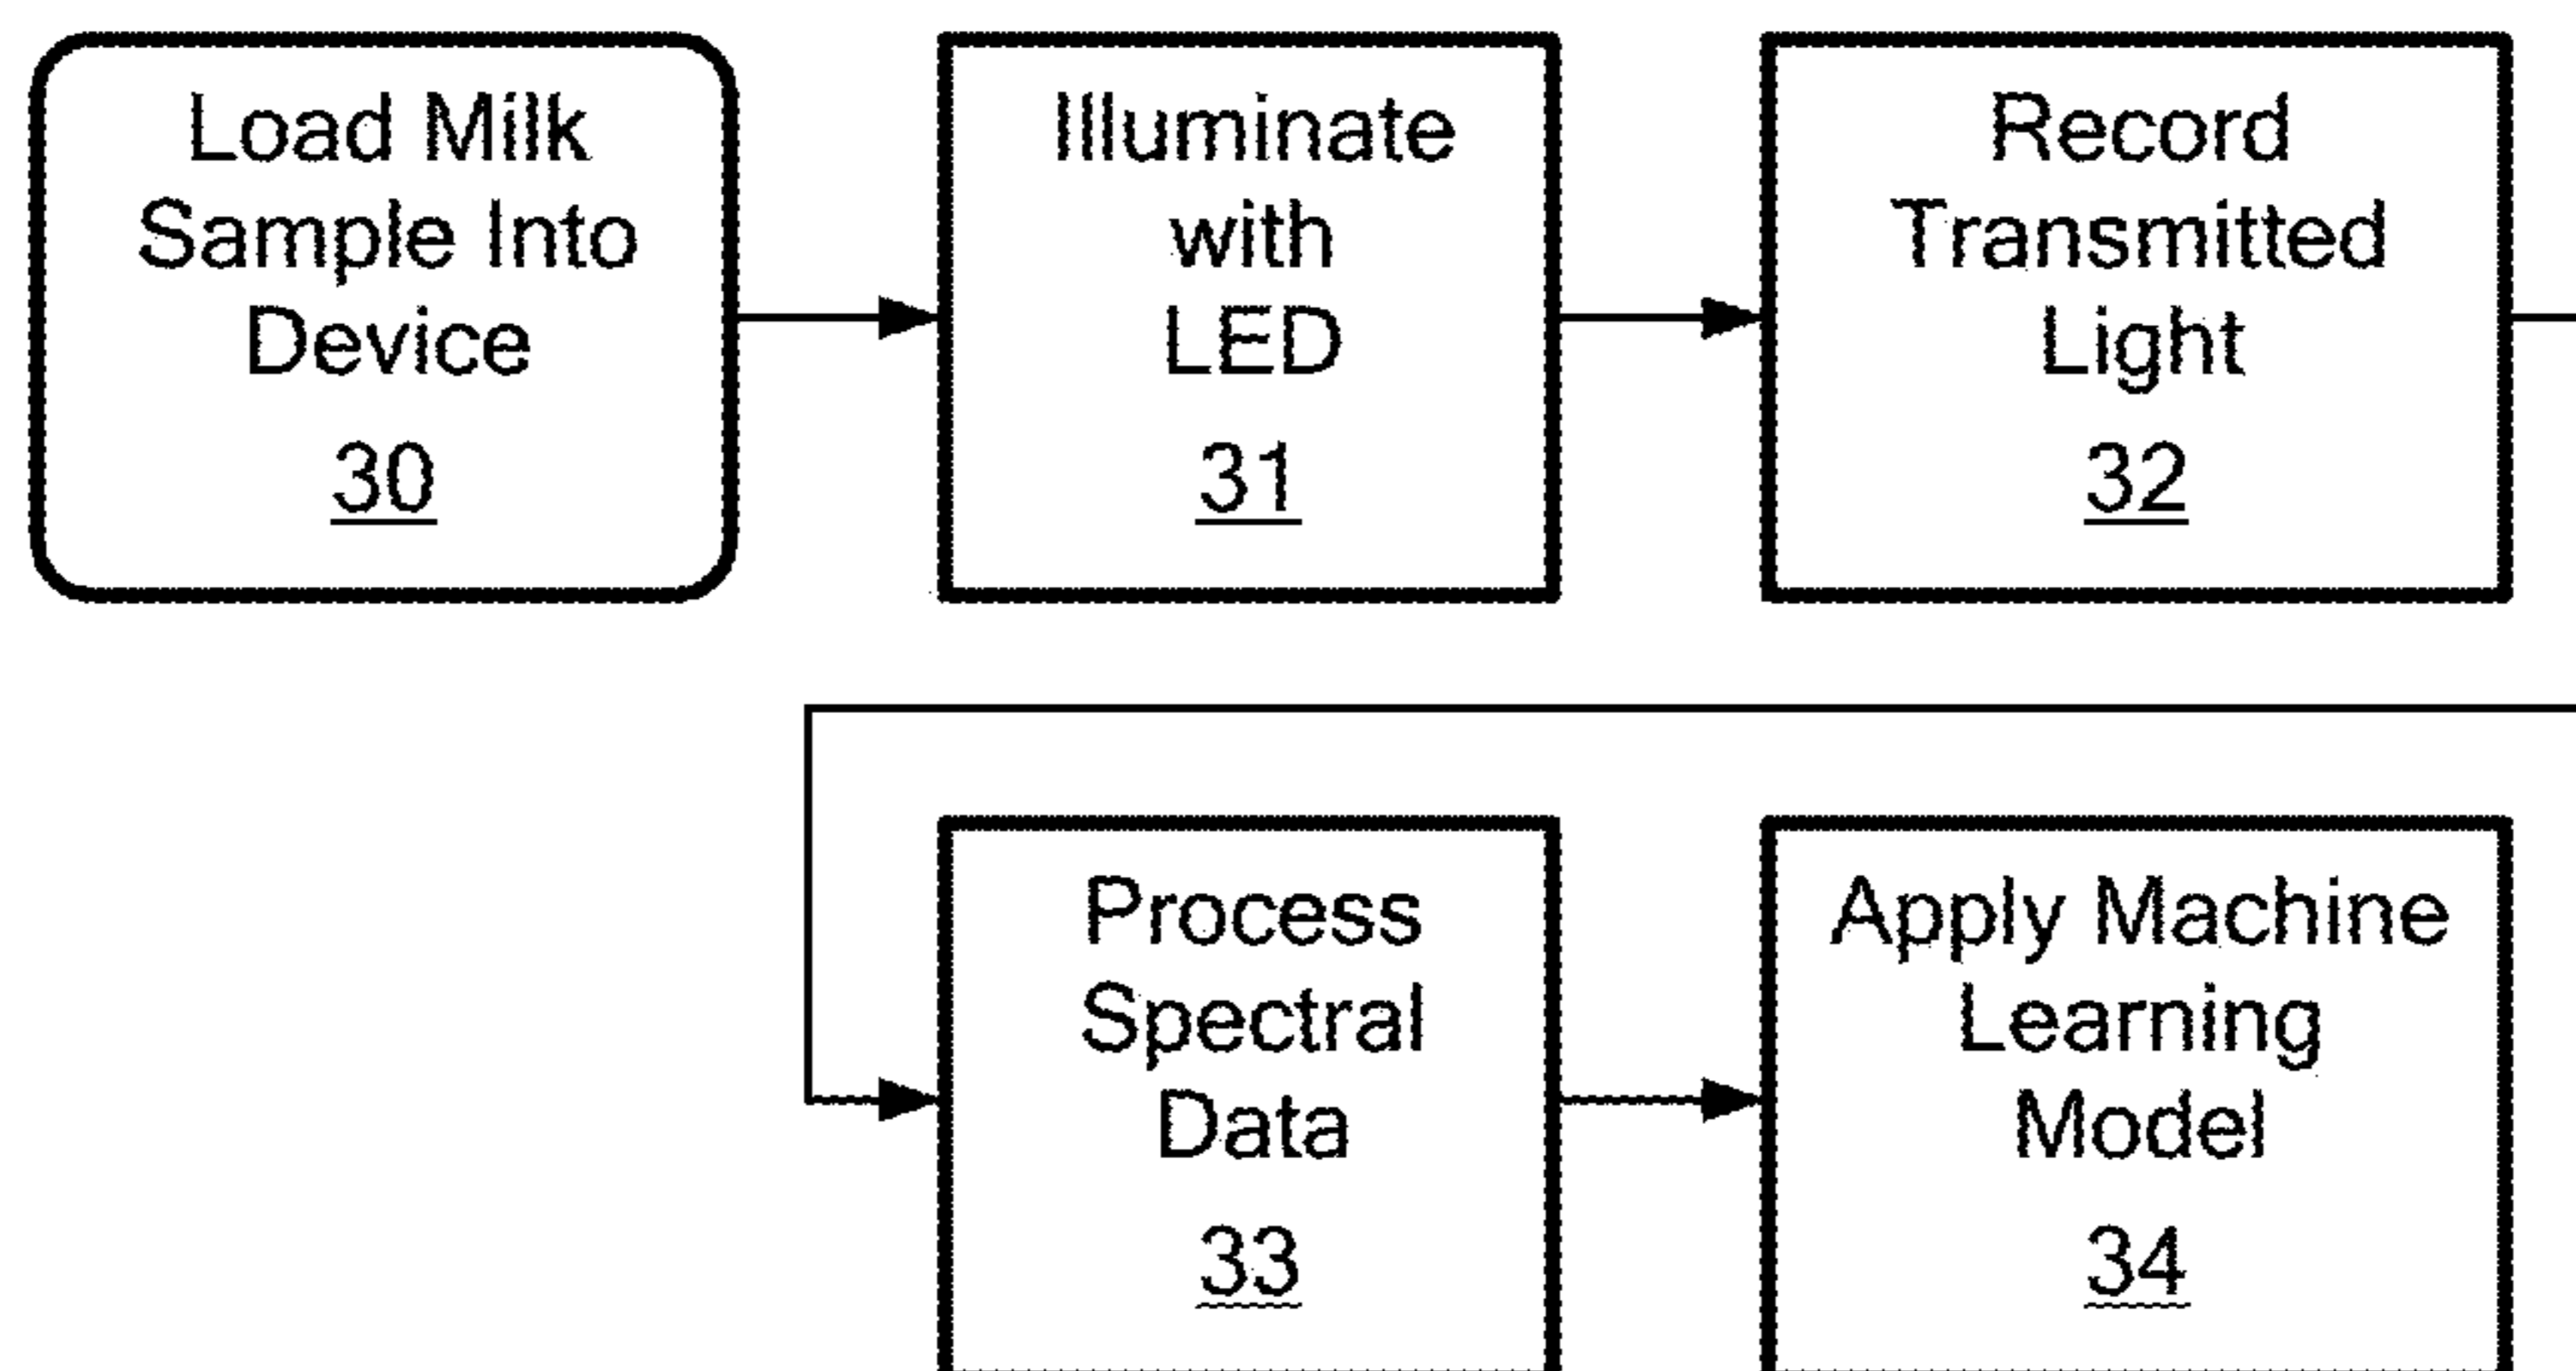 Load Milk
Sample Into
Device
30
Illuminate
with
LED
31
Record
Transmitted
Light
32
Process
Spectral
Data
33
Apply Machine
Learning
Model
34